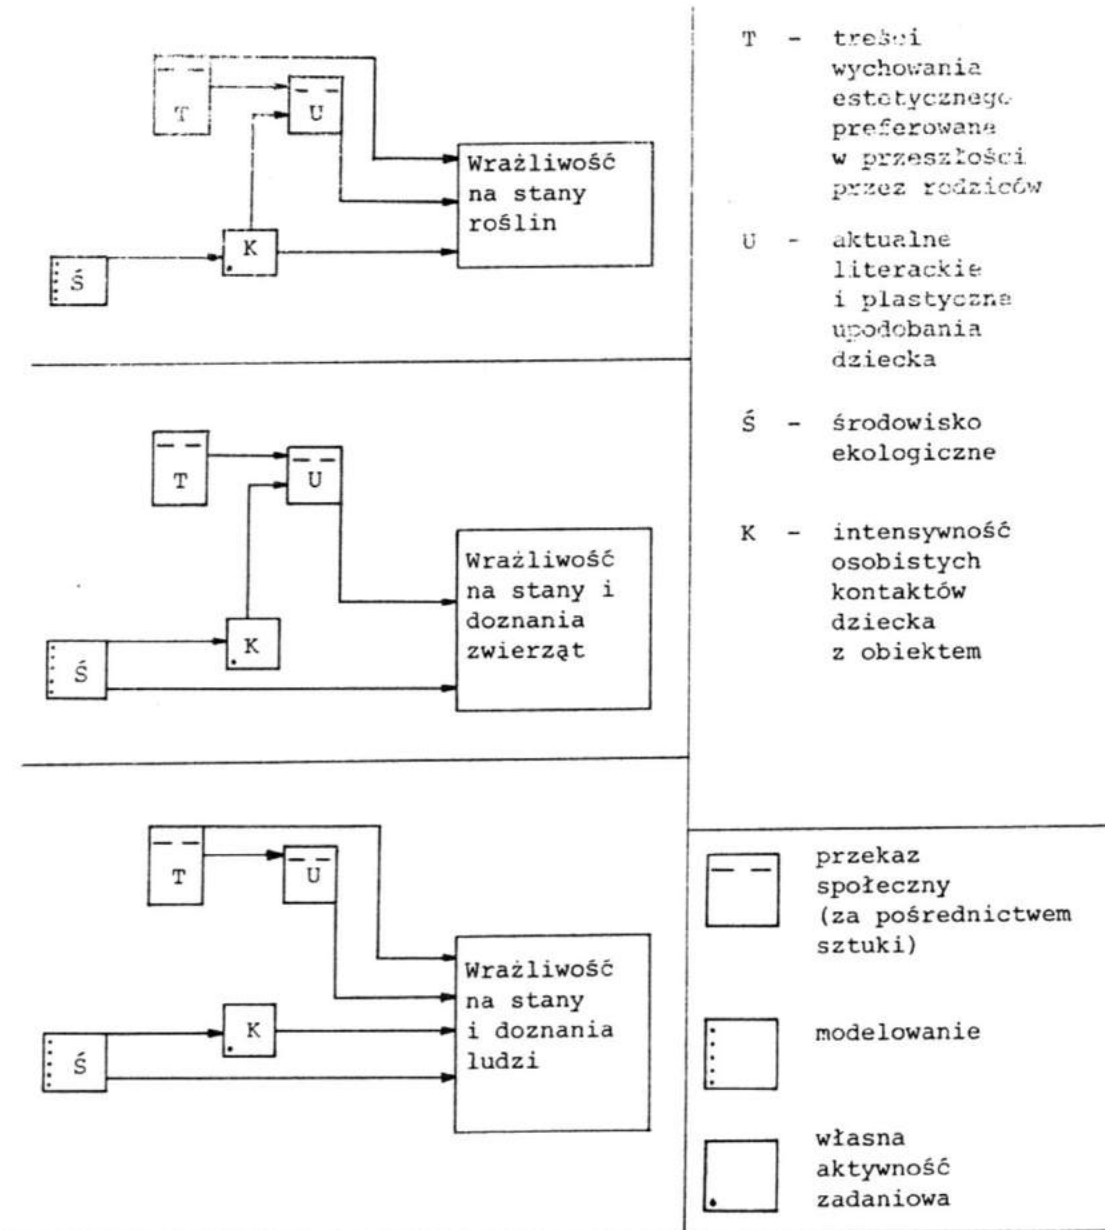 T
U
K
Ś
Wrażliwość
na stany
roślin
T
U
K
Ś
Wrażliwość
na stany i
doznania
zwierząt
T
U
K
Ś
Wrażliwość
na stany
i doznania
ludzi
T – treści
wychowania
estetycznego
preferowane
w przeszłości
przez rodziców
U – aktualne
literackie
i plastyczne
upodobania
dziecka
Ś – środowisko
ekologiczne
K – intensywność
osobistych
kontaktów
dziecka
z obiektem
przekaz
społeczny
(za pośrednictwem
sztuki)
modelowanie
własna
aktywność
zadaniowa